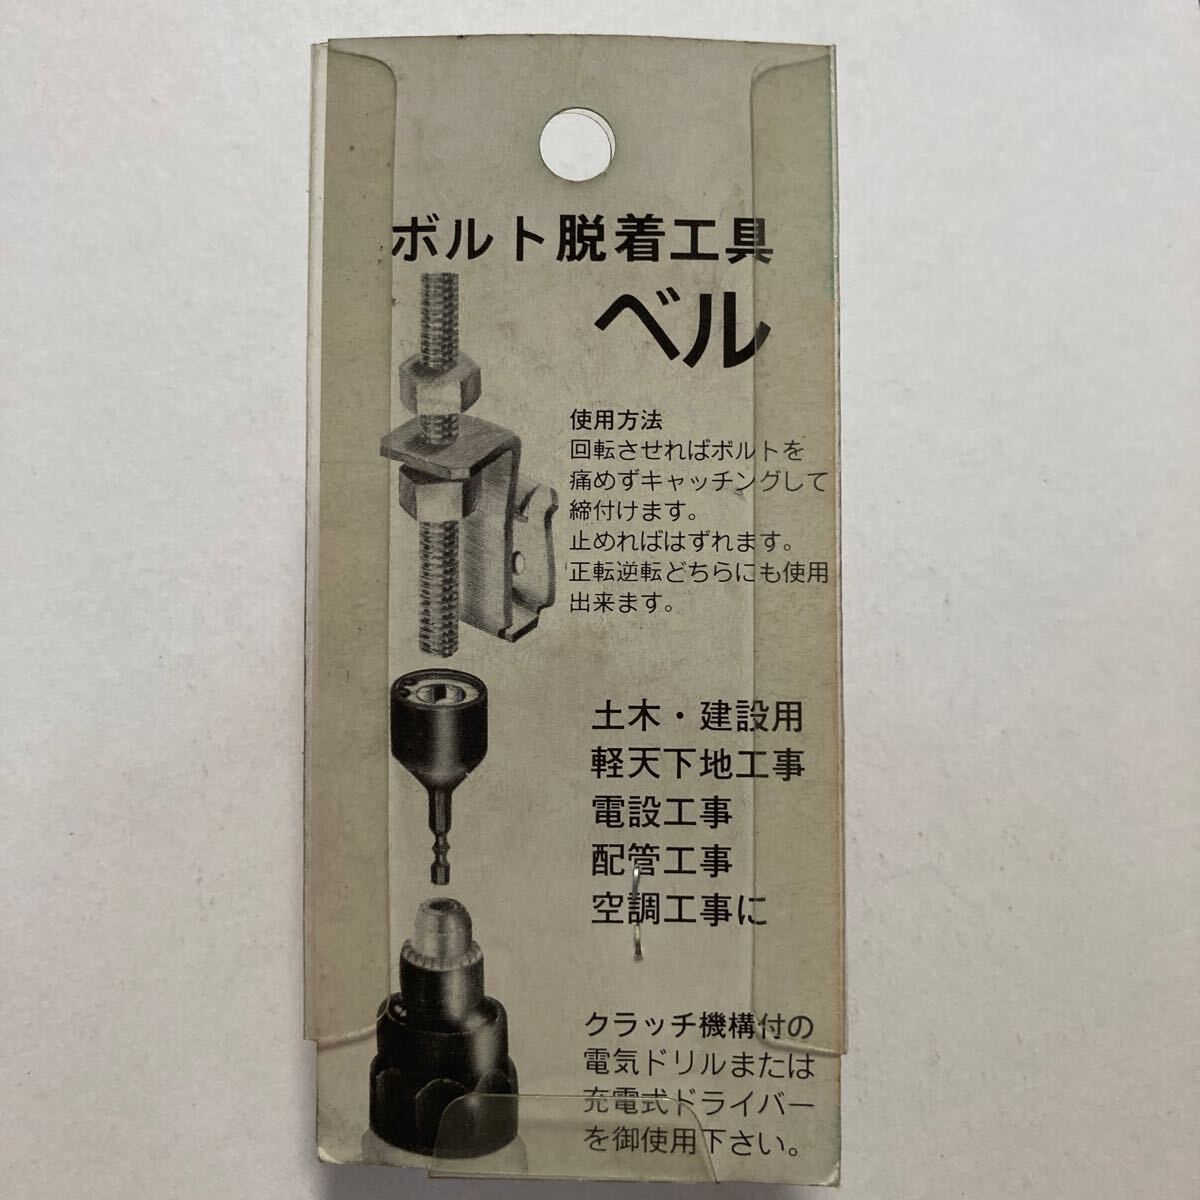 ボルト脱着工具
ベル
使用方法
回転させればボルトを
痛めずキャッチングして
締付けます。
止めればはずれます。
正転逆転どちらにも使用
出来ます。
土木・建設用
軽天下地工事
電設工事
配管工事
空調工事に
クラッチ機構付の
電気ドリルまたは
充電式ドライバー
を御使用下さい。